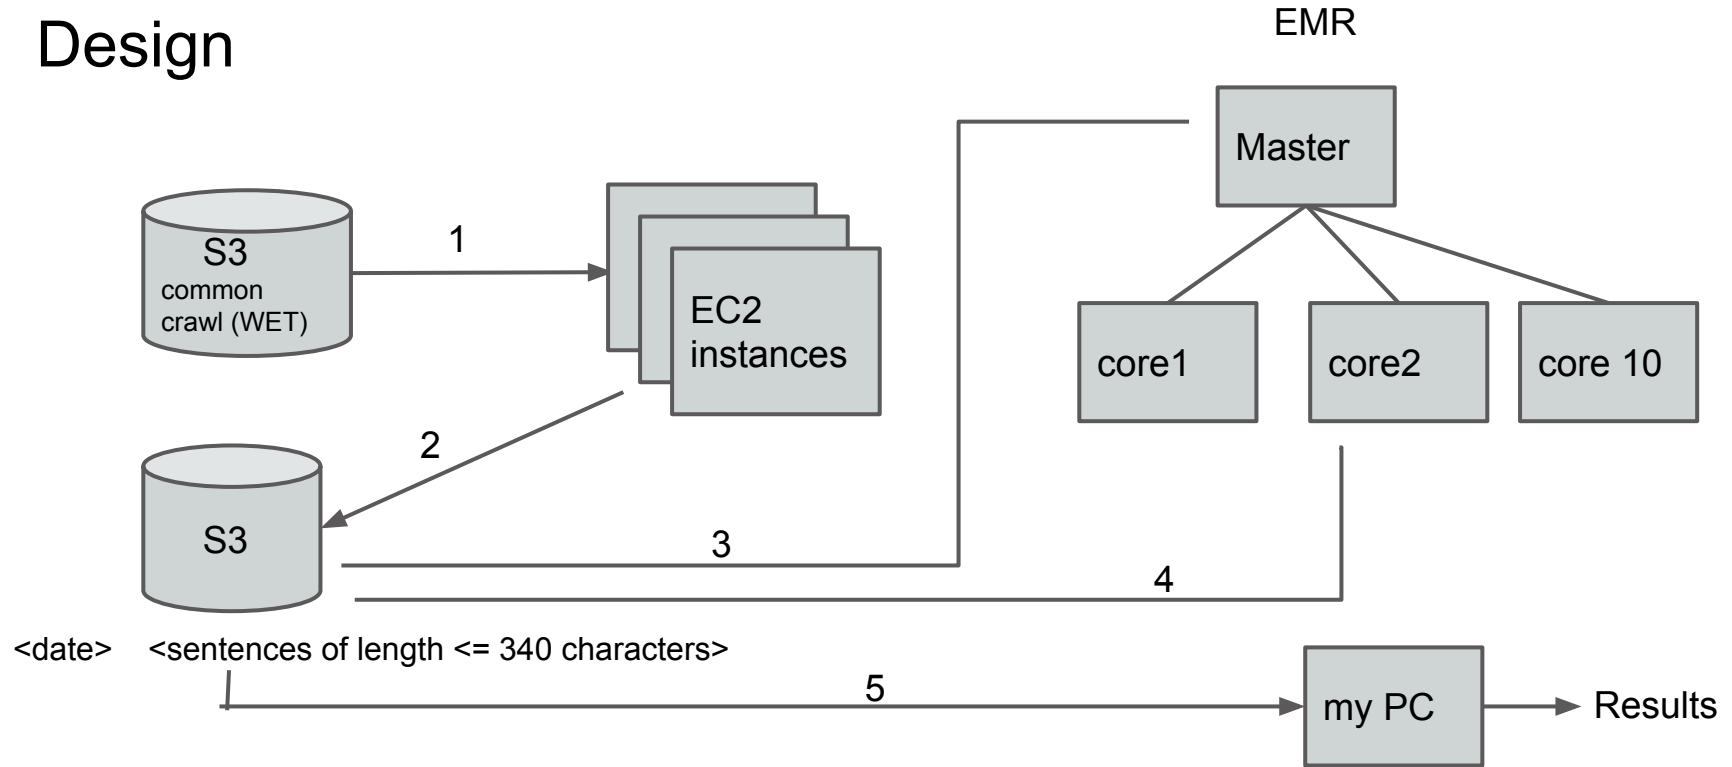 Design
EMR
Master
S3
common
crawl (WET)
1
EC2
instances
core1
core2
core 10
2
S3
3
4
<date> <sentences of length <= 340 characters>
5
my PC
Results